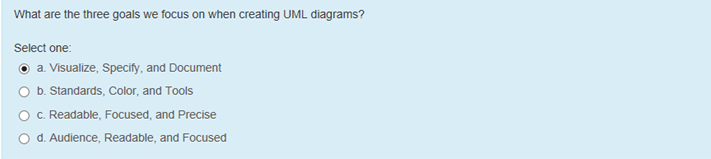 What are the three goals we focus on when creating UML diagrams?
Select one:
a. Visualize, Specify, and Document
b. Standards, Color, and Tools
c. Readable, Focused, and Precise
d. Audience, Readable, and Focused